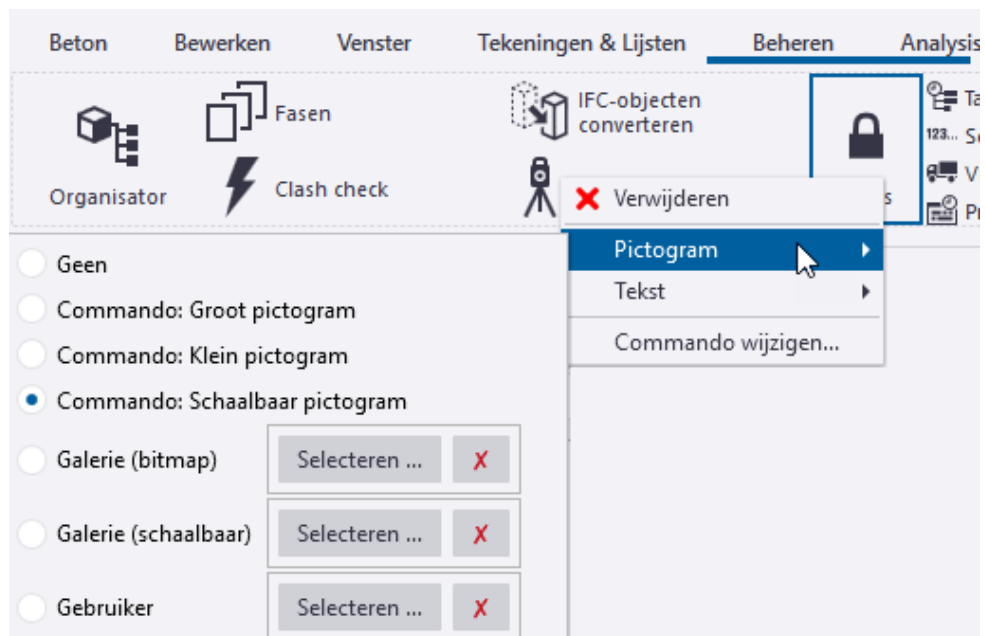 Beton Bewerken Venster Tekeningen & Lijsten Beheren Analysis
Organisator
Fasen
Clash check
IFC-objecten
converteren
123...
Verwijderen
Pictogram
Tekst
Commando wijzigen...
Geen
Commando: Groot pictogram
Commando: Klein pictogram
Commando: Schaalbaar pictogram
Galerie (bitmap) Selecteren ... X
Galerie (schaalbaar) Selecteren ... X
Gebruiker Selecteren ... X